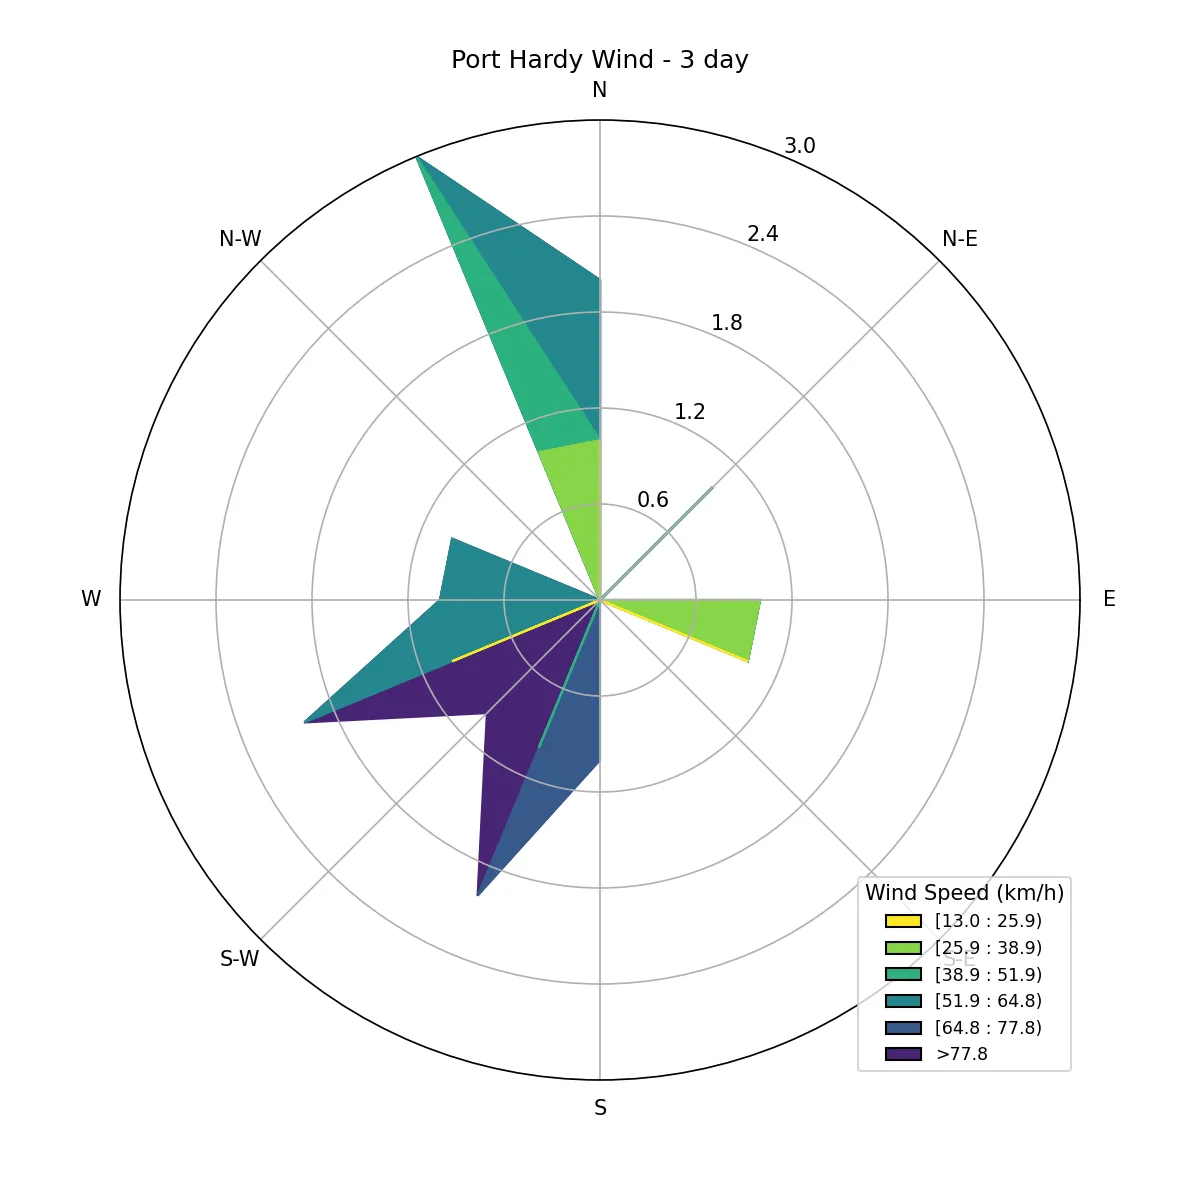 Port Hardy Wind - 3 day
N
3.0
N-W
2.4
N-E
1.8
1.2
0.6
W
E
S-W
S-E
S
Wind Speed (km/h)
[13.0 : 25.9)
[25.9 : 38.9)
[38.9 : 51.9)
[51.9 : 64.8)
[64.8 : 77.8)
>77.8